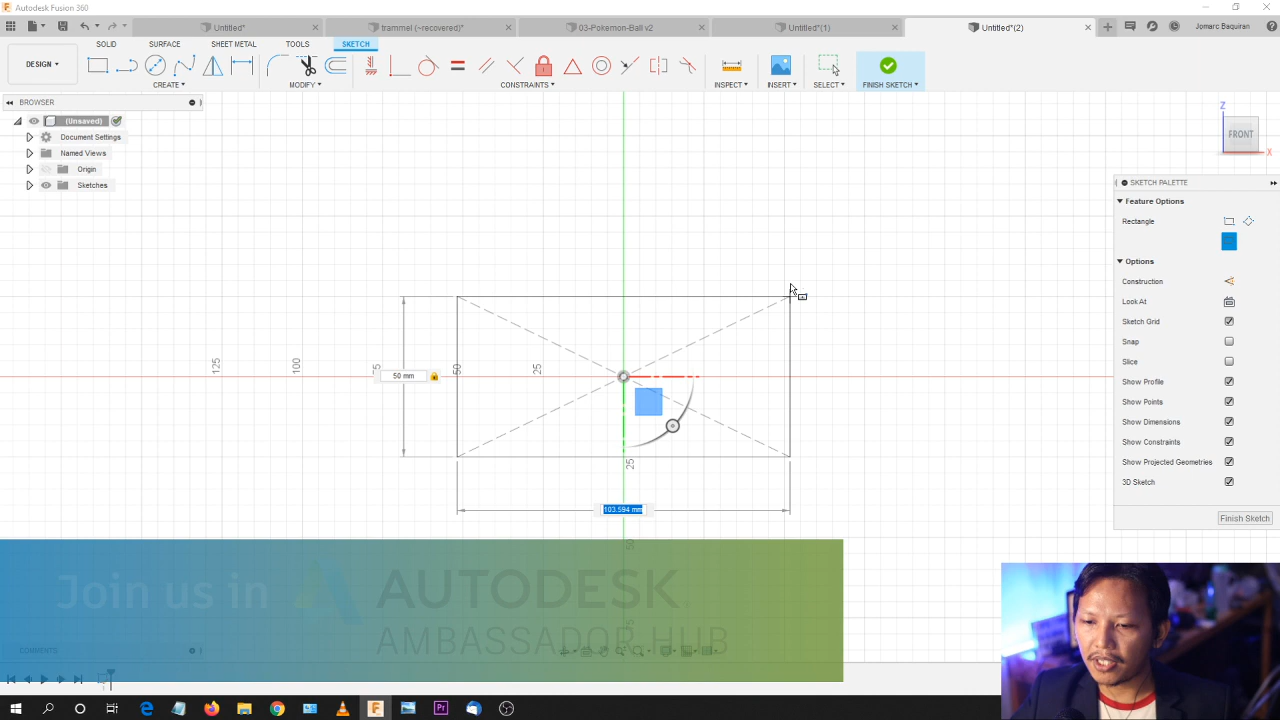 Autodesk Fusion 360
Untitled*
trammel (~recovered)*
03-Pokemon-Ball v2
Untitled*(1)
Untitled*(2)
Jomarc Baquiran
SOLID
SURFACE
SHEET METAL
TOOLS
SKETCH
DESIGN
CREATE
MODIFY
CONSTRAINTS
INSPECT
INSERT
SELECT
FINISH SKETCH
BROWSER
(Unsaved)
Document Settings
Named Views
Origin
Sketches
Z
FRONT
X
SKETCH PALETTE
Feature Options
Rectangle
Options
Construction
Look At
Sketch Grid
Snap
Slice
Show Profile
Show Points
Show Dimensions
Show Constraints
Show Projected Geometries
3D Sketch
Finish Sketch
125
100
75
50
25
50 mm
25
103.594 mm
50
Join us in AUTODESK
AMBASSADOR HUB
COMMENTS